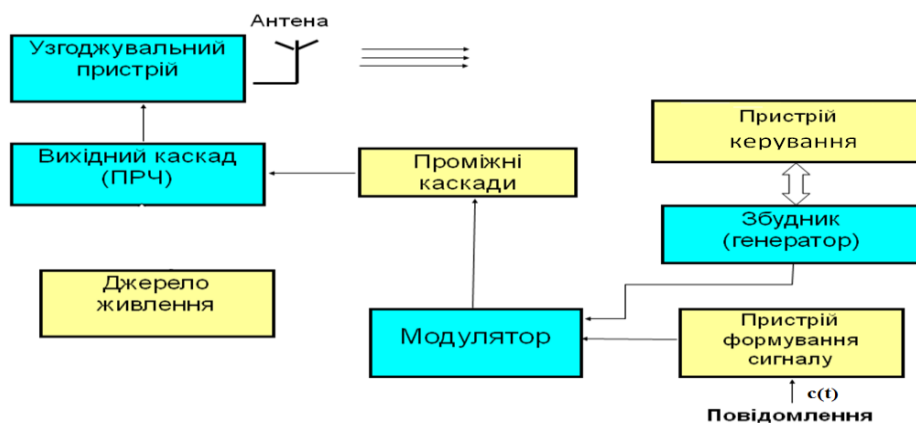 Антена
Узгоджувальний
пристрій
Пристрій
керування
Вихідний каскад
(ПРЧ)
Проміжні
каскади
Збудник
(генератор)
Джерело
живлення
Модулятор
Пристрій
формування
сигналу
c(t)
Повідомлення